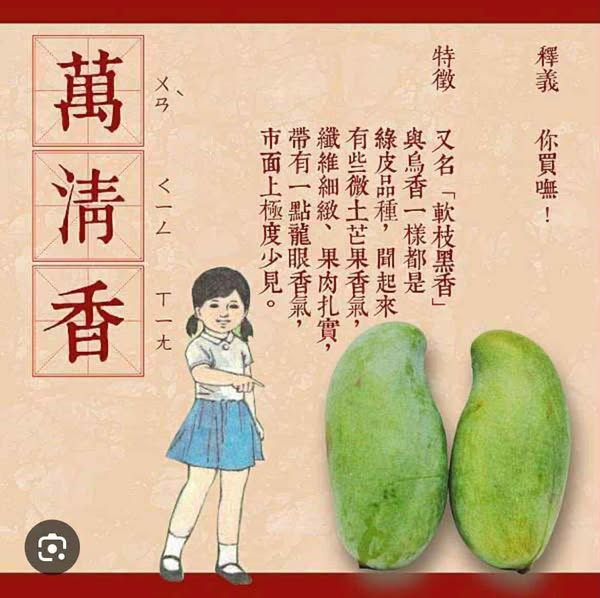 釋義 你買嘸！
特徵 又名「軟枝黑香」
與烏香一樣都是
綠皮品種，聞起來
有些微土芒果香氣，
纖維細緻、果肉扎實，
帶有一點龍眼香氣，
市面上極度少見。
萬 ㄨㄢˋ
清 ㄑㄧㄥ
香 ㄒㄧㄤ